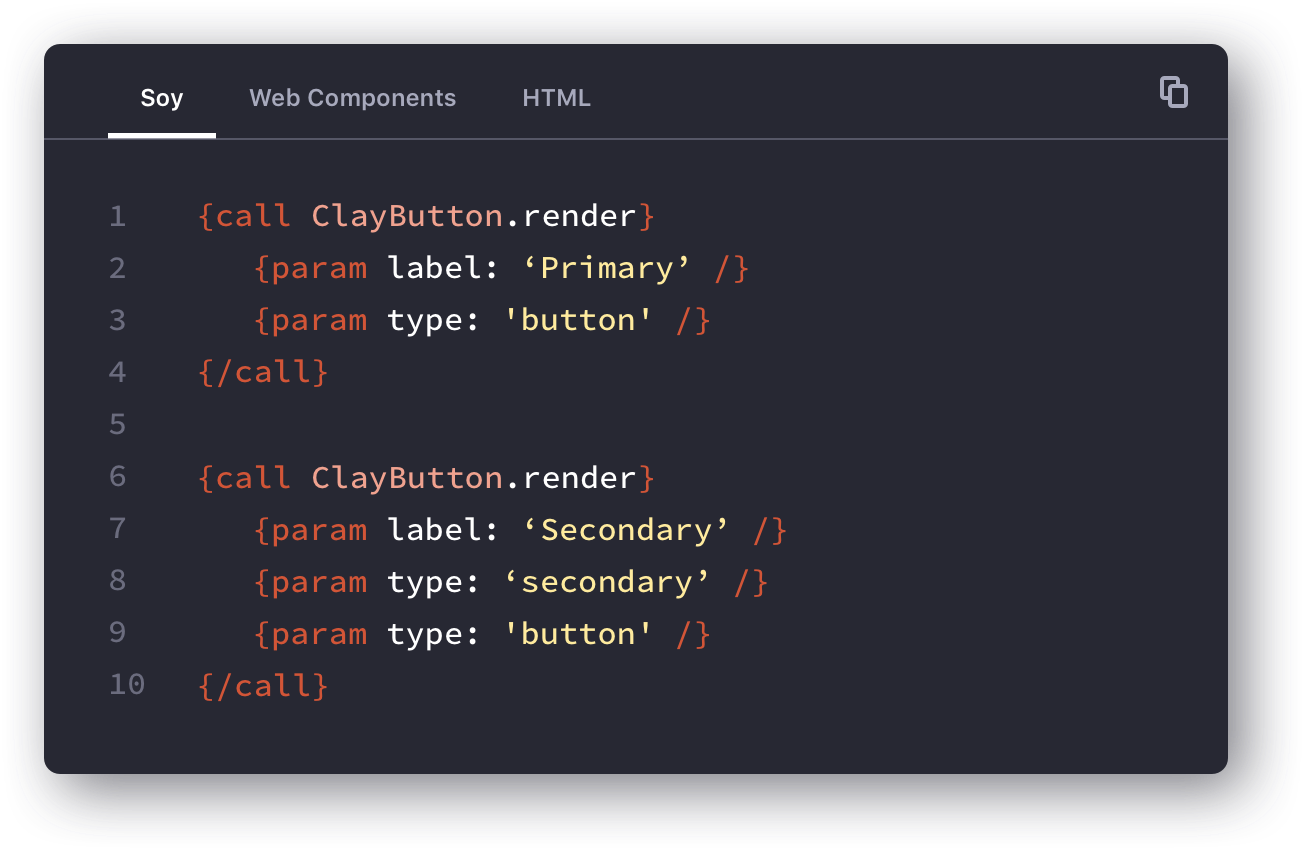 Soy Web Components HTML
1 {call ClayButton.render}
2 {param label: ‘Primary’ /}
3 {param type: 'button' /}
4 {/call}
5
6 {call ClayButton.render}
7 {param label: ‘Secondary’ /}
8 {param type: ‘secondary’ /}
9 {param type: 'button' /}
10 {/call}